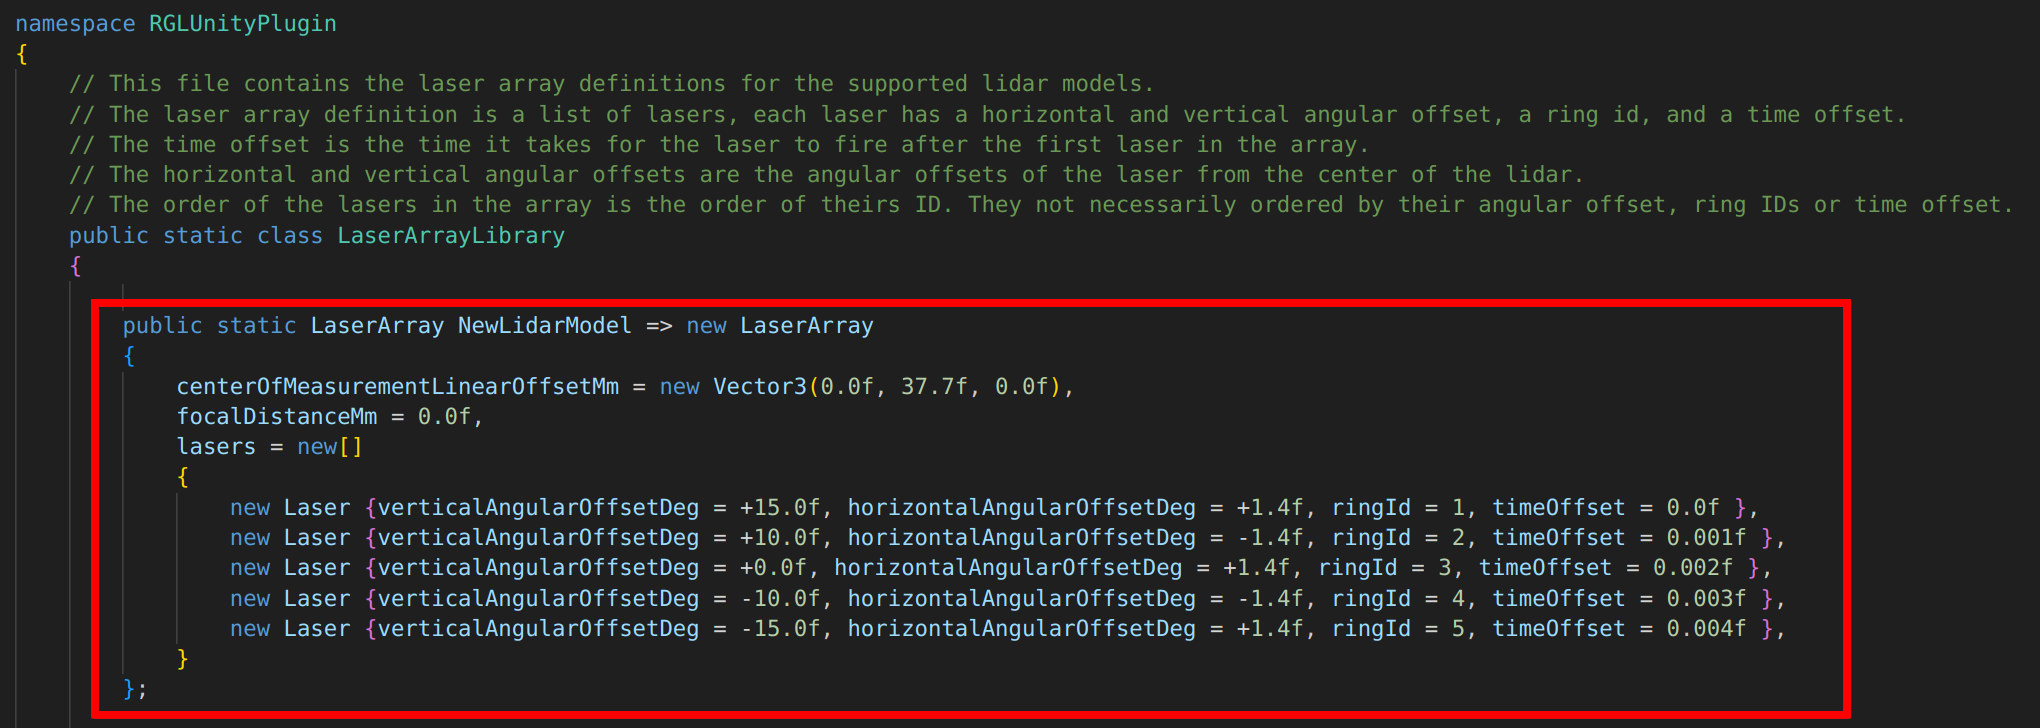 namespace RGLUnityPlugin
{
// This file contains the laser array definitions for the supported lidar models.
// The laser array definition is a list of lasers, each laser has a horizontal and vertical angular offset, a ring id, and a time offset.
// The time offset is the time it takes for the laser to fire after the first laser in the array.
// The horizontal and vertical angular offsets are the angular offsets of the laser from the center of the lidar.
// The order of the lasers in the array is the order of theirs ID. They not necessarily ordered by their angular offset, ring IDs or time offset.
public static class LaserArrayLibrary
{
public static LaserArray NewLidarModel => new LaserArray
{
centerOfMeasurementLinearOffsetMm = new Vector3(0.0f, 37.7f, 0.0f),
focalDistanceMm = 0.0f,
lasers = new[]
{
new Laser {verticalAngularOffsetDeg = +15.0f, horizontalAngularOffsetDeg = +1.4f, ringId = 1, timeOffset = 0.0f },
new Laser {verticalAngularOffsetDeg = +10.0f, horizontalAngularOffsetDeg = -1.4f, ringId = 2, timeOffset = 0.001f },
new Laser {verticalAngularOffsetDeg = +0.0f, horizontalAngularOffsetDeg = +1.4f, ringId = 3, timeOffset = 0.002f },
new Laser {verticalAngularOffsetDeg = -10.0f, horizontalAngularOffsetDeg = -1.4f, ringId = 4, timeOffset = 0.003f },
new Laser {verticalAngularOffsetDeg = -15.0f, horizontalAngularOffsetDeg = +1.4f, ringId = 5, timeOffset = 0.004f },
}
};